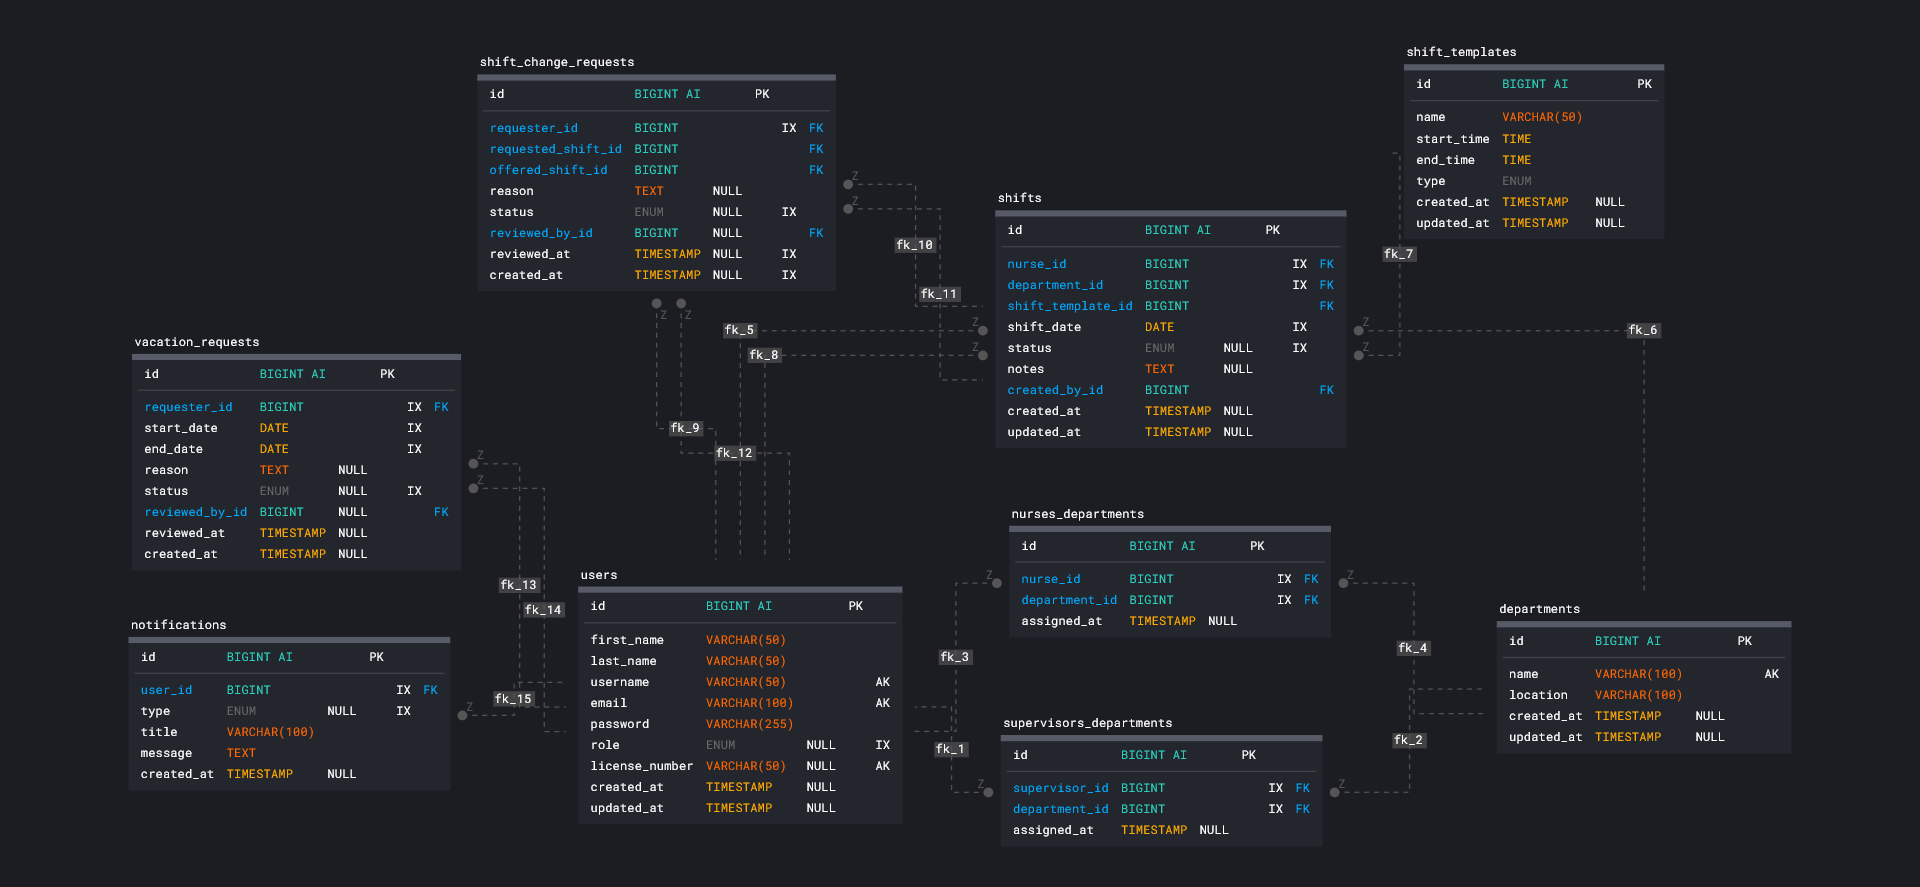 shift_change_requests
id BIGINT AI PK
requester_id BIGINT IX FK
requested_shift_id BIGINT FK
offered_shift_id BIGINT FK
reason TEXT NULL
status ENUM NULL IX
reviewed_by_id BIGINT NULL FK
reviewed_at TIMESTAMP NULL IX
created_at TIMESTAMP NULL IX
shift_templates
id BIGINT AI PK
name VARCHAR(50)
start_time TIME
end_time TIME
type ENUM
created_at TIMESTAMP NULL
updated_at TIMESTAMP NULL
Z
Z
fk_10
fk_11
Z
Z
fk_7
shifts
id BIGINT AI PK
nurse_id BIGINT IX FK
department_id BIGINT IX FK
shift_template_id BIGINT FK
shift_date DATE IX
status ENUM NULL IX
notes TEXT NULL
created_by_id BIGINT FK
created_at TIMESTAMP NULL
updated_at TIMESTAMP NULL
fk_5
Z
fk_8
Z
Z
fk_6
Z
vacation_requests
id BIGINT AI PK
requester_id BIGINT IX FK
start_date DATE IX
end_date DATE IX
reason TEXT NULL
status ENUM NULL IX
reviewed_by_id BIGINT NULL FK
reviewed_at TIMESTAMP NULL
created_at TIMESTAMP NULL
fk_9
fk_12
Z
Z
fk_13
fk_14
nurses_departments
id BIGINT AI PK
nurse_id BIGINT IX FK
department_id BIGINT IX FK
assigned_at TIMESTAMP NULL
Z
Z
fk_3
fk_4
users
id BIGINT AI PK
first_name VARCHAR(50)
last_name VARCHAR(50)
username VARCHAR(50) AK
email VARCHAR(100) AK
password VARCHAR(255)
role ENUM NULL IX
license_number VARCHAR(50) NULL AK
created_at TIMESTAMP NULL
updated_at TIMESTAMP NULL
departments
id BIGINT AI PK
name VARCHAR(100) AK
location VARCHAR(100)
created_at TIMESTAMP NULL
updated_at TIMESTAMP NULL
notifications
id BIGINT AI PK
user_id BIGINT IX FK
type ENUM NULL IX
title VARCHAR(100)
message TEXT
created_at TIMESTAMP NULL
fk_15
Z
fk_1
Z
fk_2
Z
supervisors_departments
id BIGINT AI PK
supervisor_id BIGINT IX FK
department_id BIGINT IX FK
assigned_at TIMESTAMP NULL